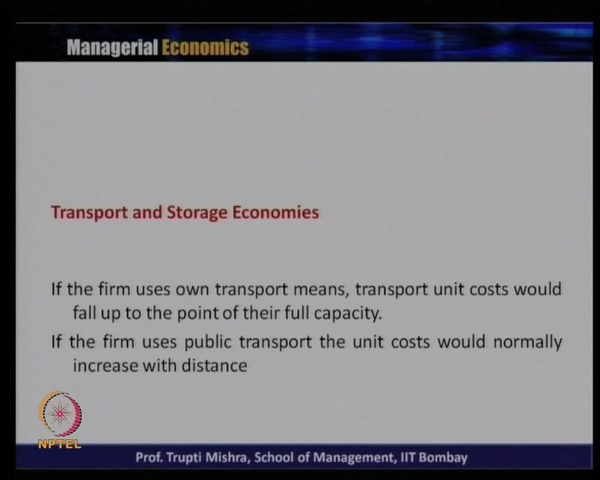 Managerial Economics
Transport and Storage Economies
If the firm uses own transport means, transport unit costs would
fall up to the point of their full capacity.
If the firm uses public transport the unit costs would normally
increase with distance
NPTEL
Prof. Trupti Mishra, School of Management, IIT Bombay